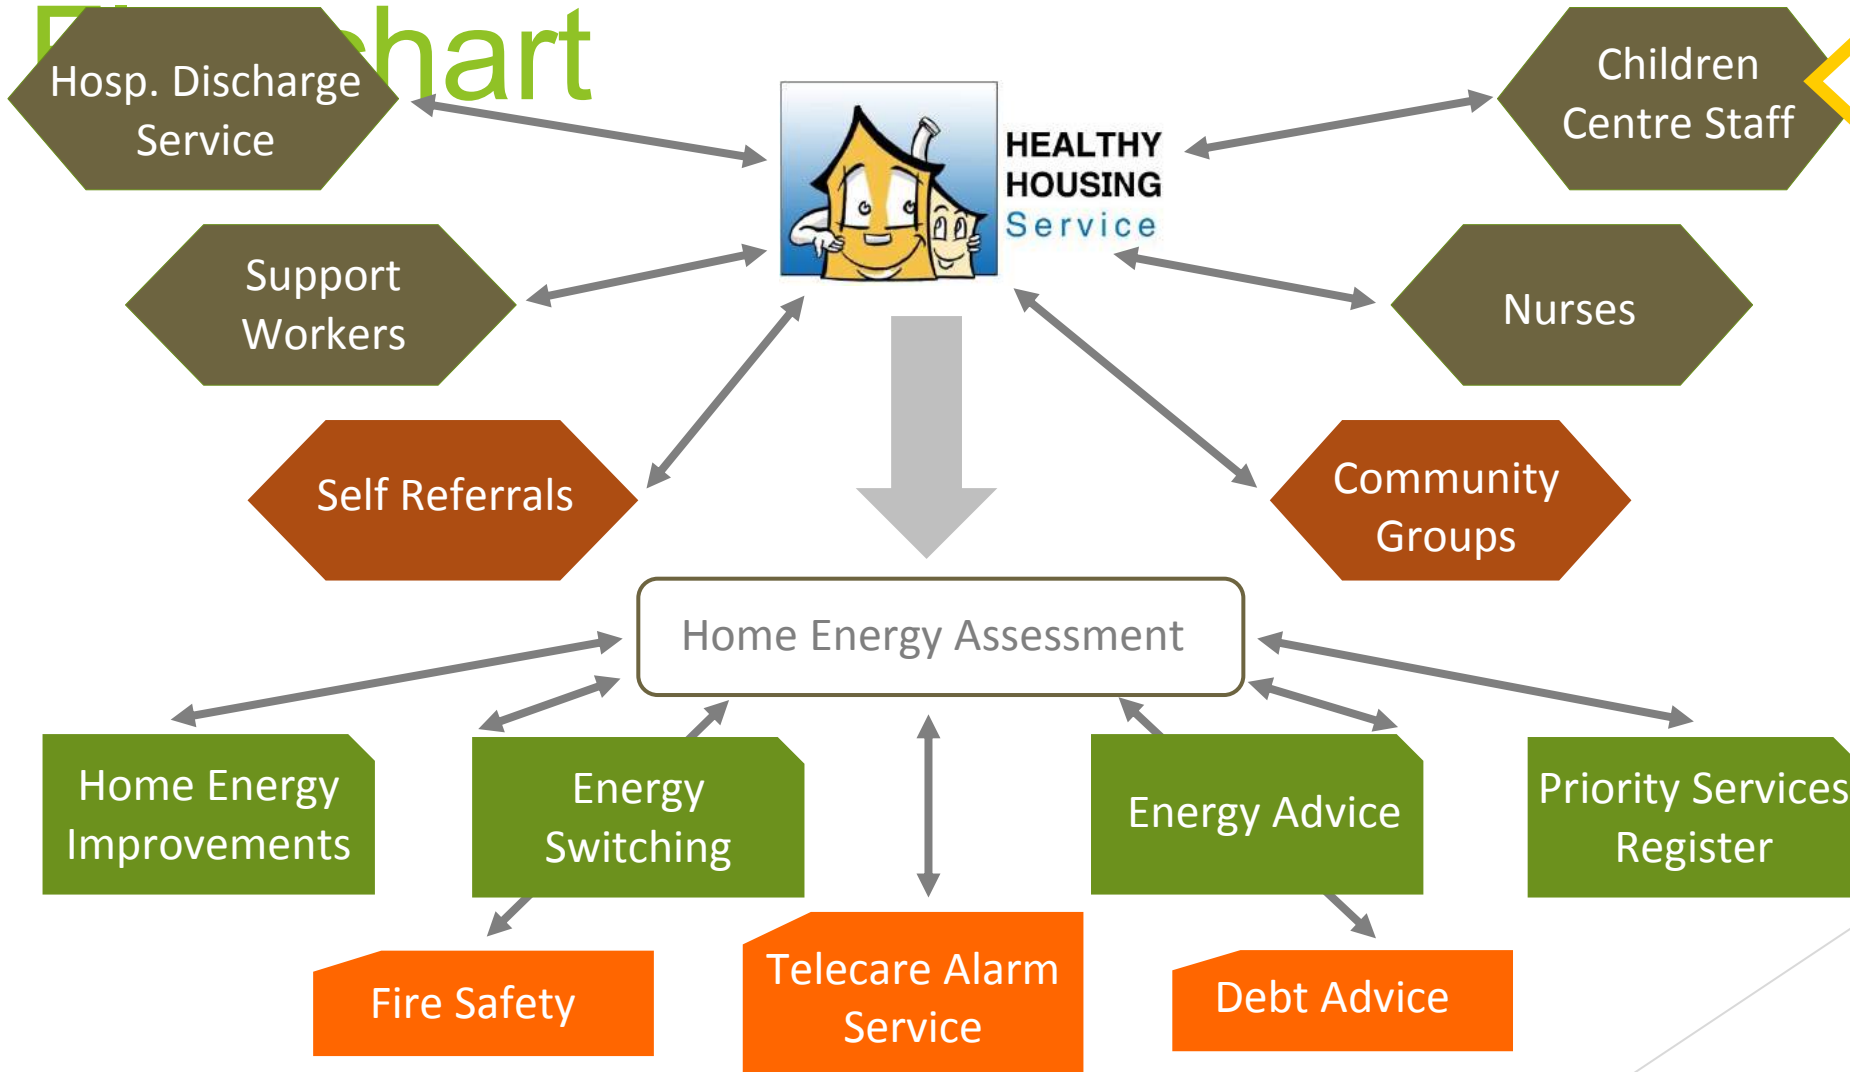 Hosp. Discharge
Service
HEALTHY
HOUSING
Service
Children
Centre Staff
Support
Workers
Nurses
Self Referrals
Community
Groups
Home Energy Assessment
Home Energy
Improvements
Energy
Switching
Energy Advice
Priority Services
Register
Fire Safety
Telecare Alarm
Service
Debt Advice